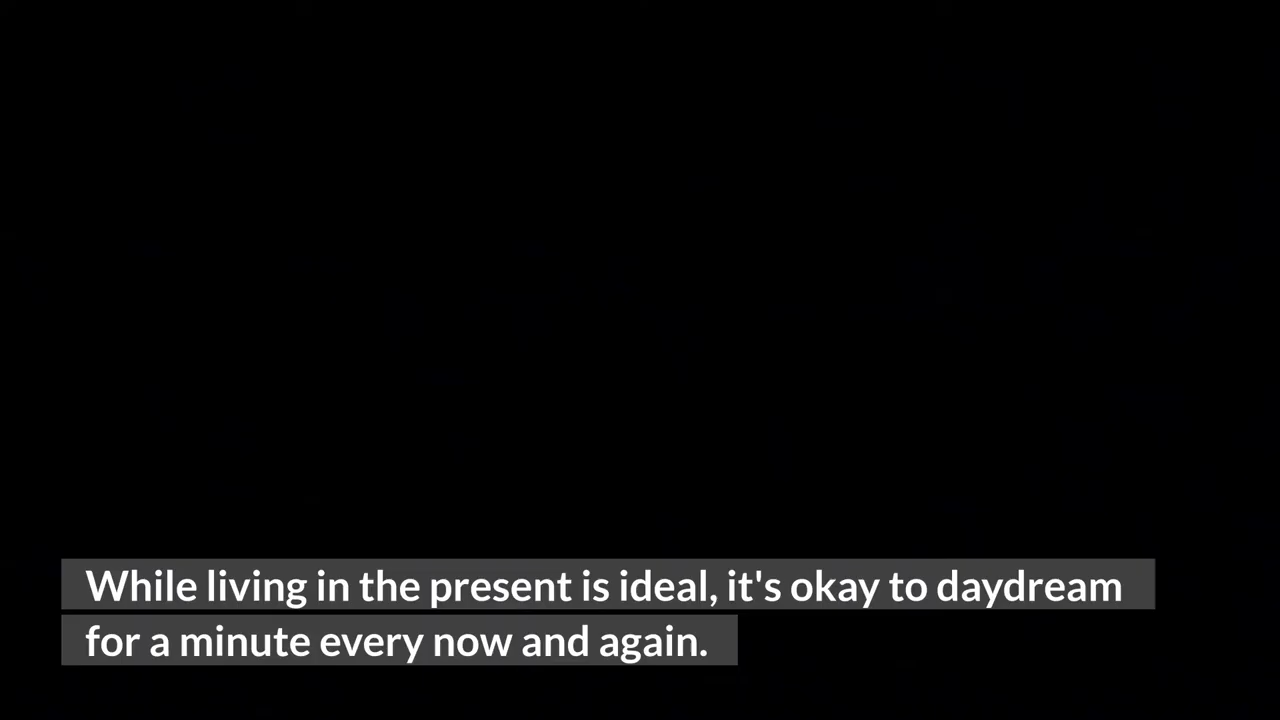 While living in the present is ideal, it's okay to daydream
for a minute every now and again.